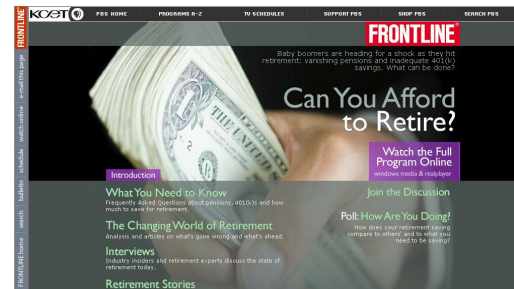 KCET PBS HOME PROGRAMS A-Z TV SCHEDULES SUPPORT PBS SHOP PBS SEARCH PBS
FRONTLINE
FRONTLINE
Baby boomers are heading for a shock as they hit
retirement: vanishing pensions and inadequate 401(k)
savings. What can be done?
Can You Afford
to Retire?
Watch the Full
Program Online
windows media & realplayer
Introduction
What You Need to Know
Frequently Asked Questions about pensions, 401(k)s and how
much to save for retirement.
The Changing World of Retirement
Analysis and articles on what's gone wrong and what's ahead.
Interviews
Industry insiders and retirement experts discuss the state of
retirement today.
Retirement Stories
Join the Discussion
Poll: How Are You Doing?
How does your retirement saving
compare to others' and to what you
need to be saving?
e-mail this page
watch online
schedule
bulletin
search
FRONTLINE home